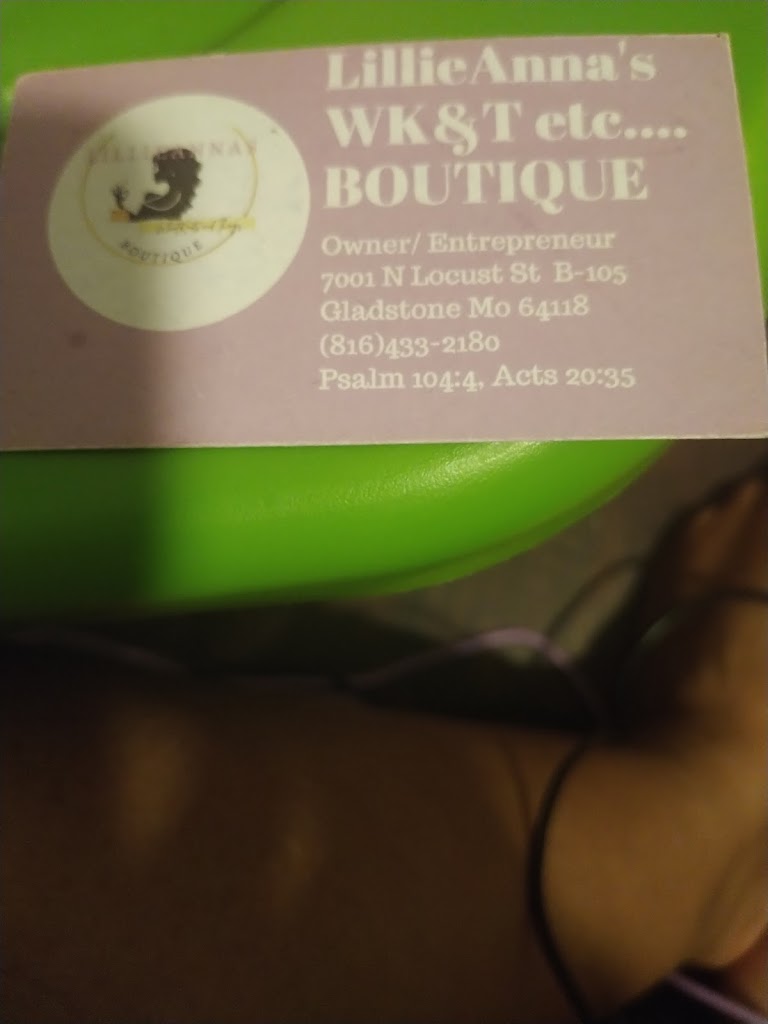 LillieAnna's
WK&T etc....
BOUTIQUE
Owner/ Entrepreneur
7001 N Locust St B-105
Gladstone Mo 64118
(816)433-2180
Psalm 104:4, Acts 20:35
LILLIEANNAS
BOUTIQUE